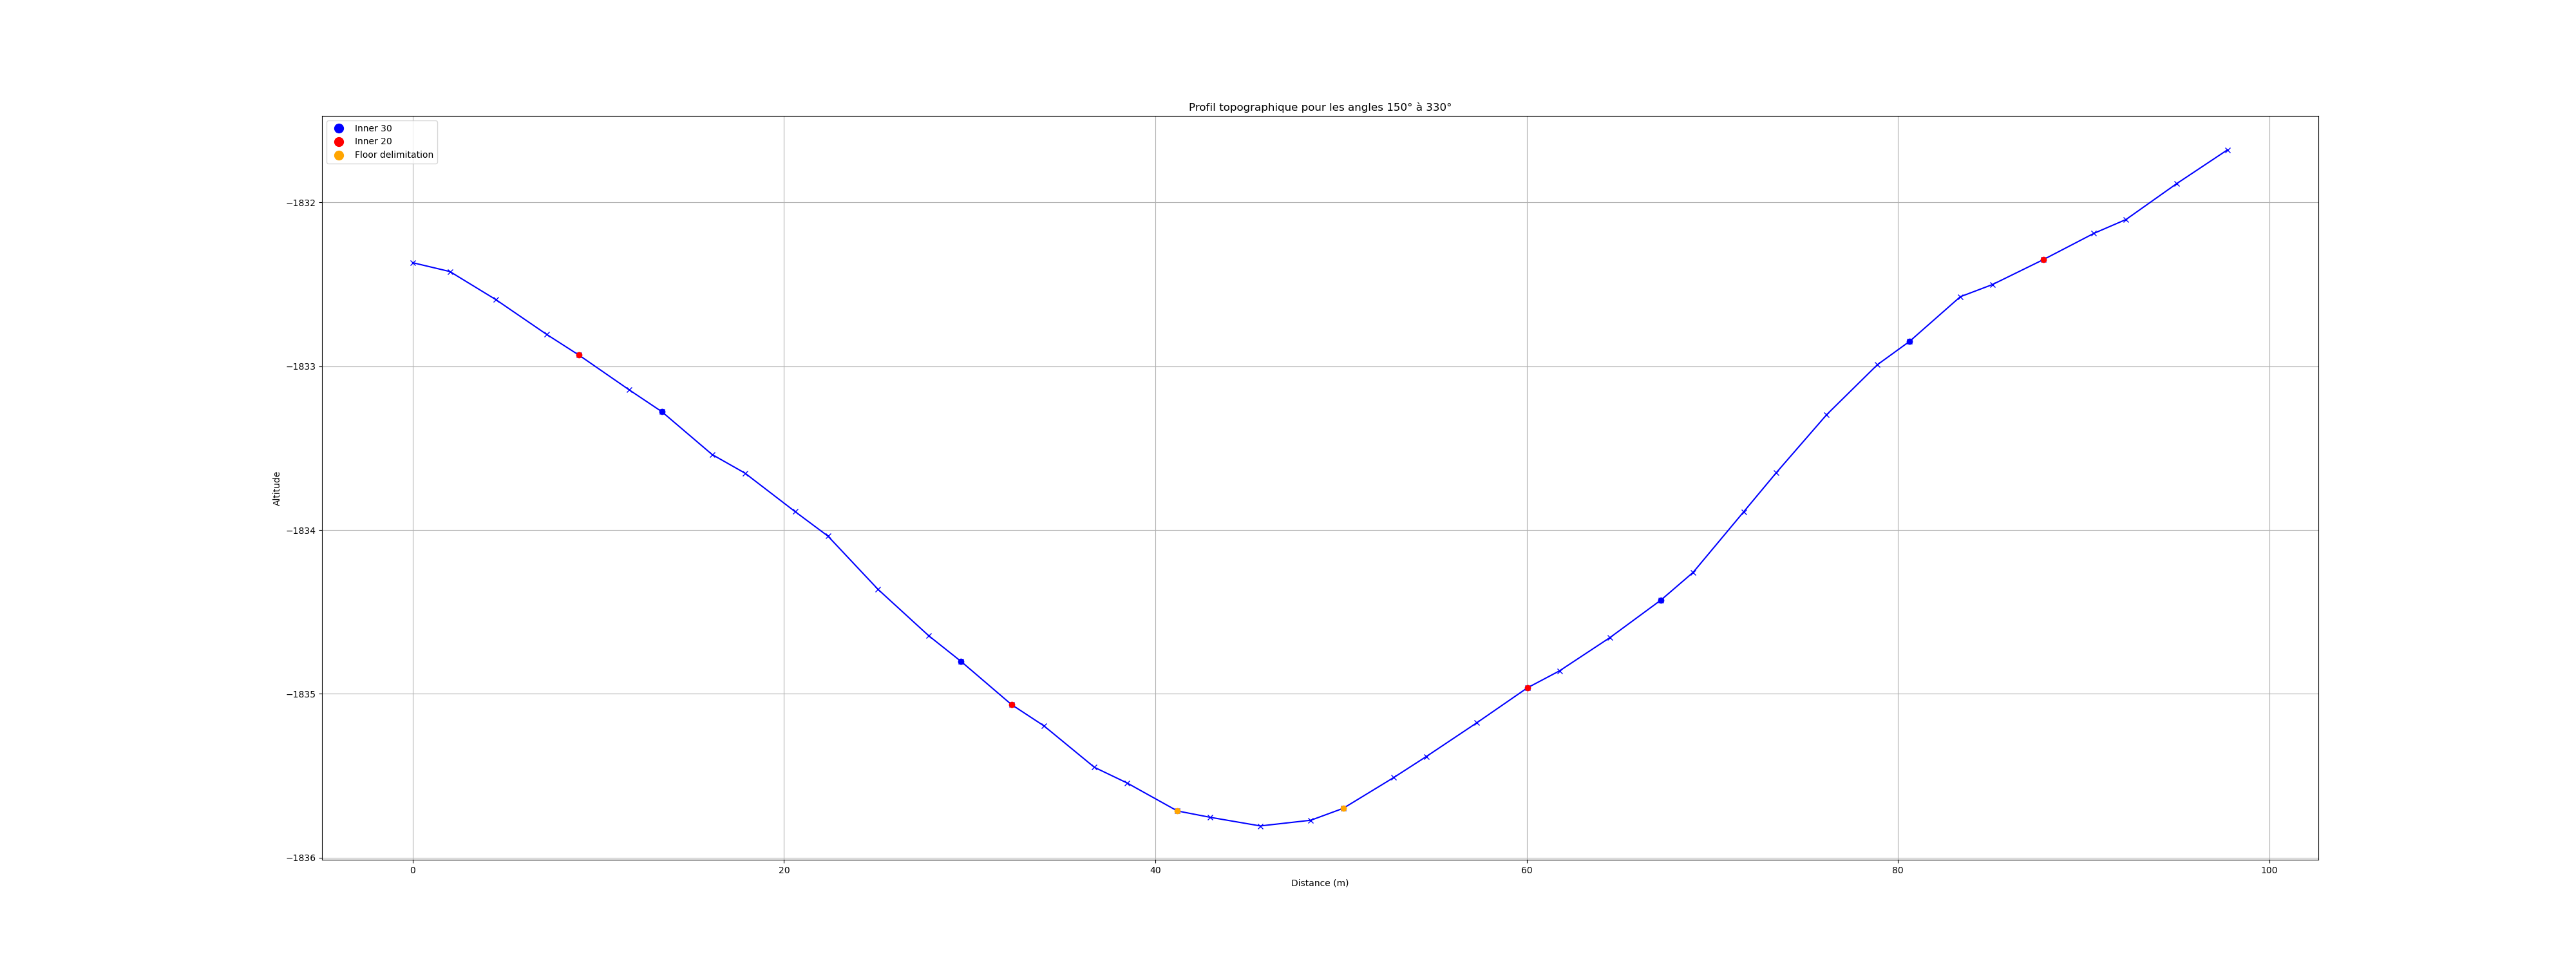 Profil topographique pour les angles 150° à 330°
Inner 30
Inner 20
Floor delimitation
Altitude
−1832
−1833
−1834
−1835
−1836
0 20 40 60 80 100
Distance (m)